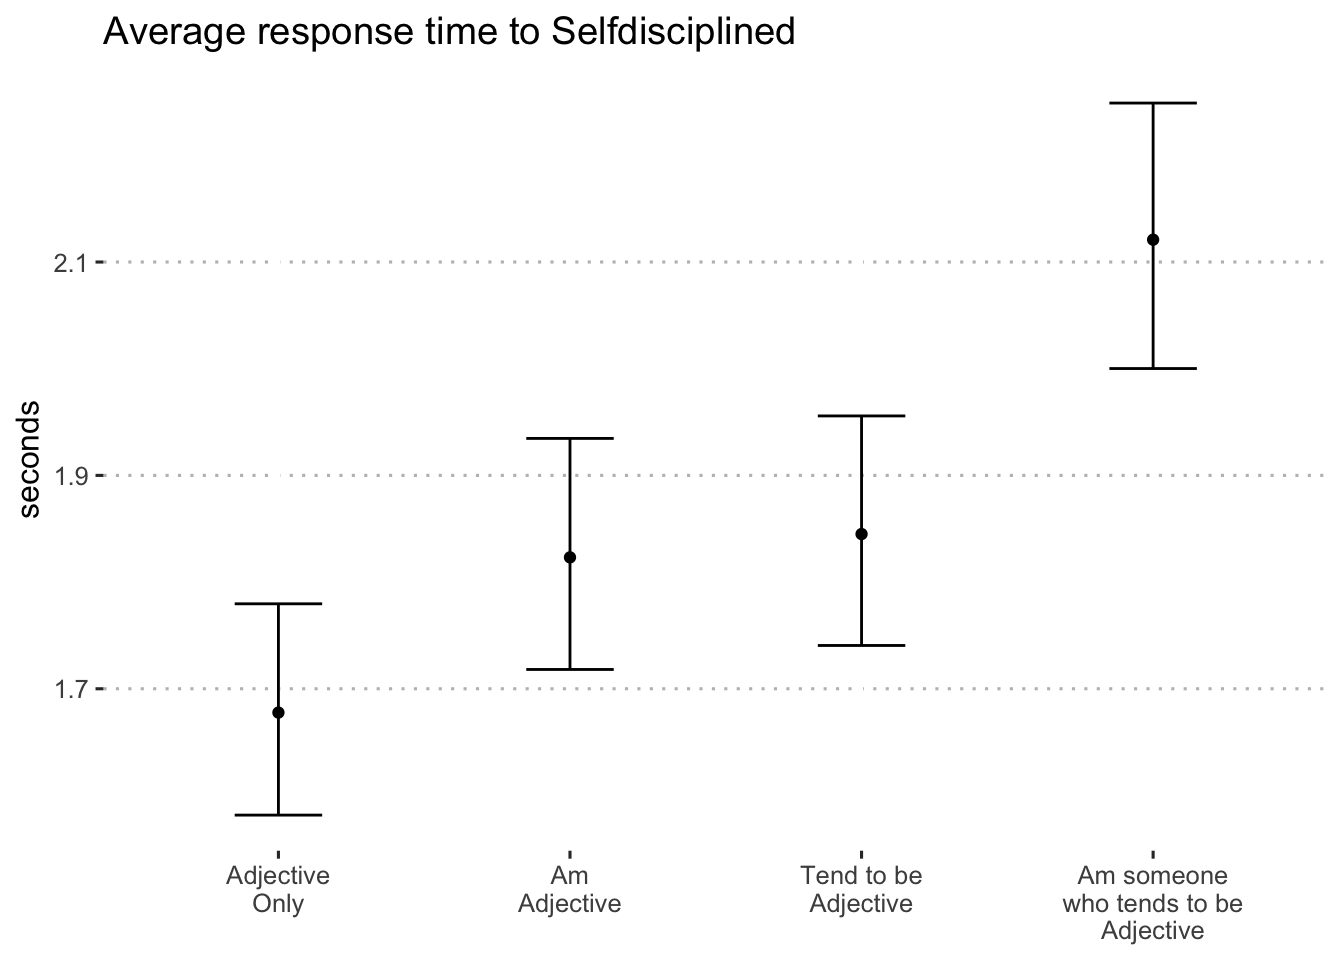 Average response time to Selfdisciplined
seconds
2.1
1.9
1.7
Adjective
Only
Am
Adjective
Tend to be
Adjective
Am someone
who tends to be
Adjective